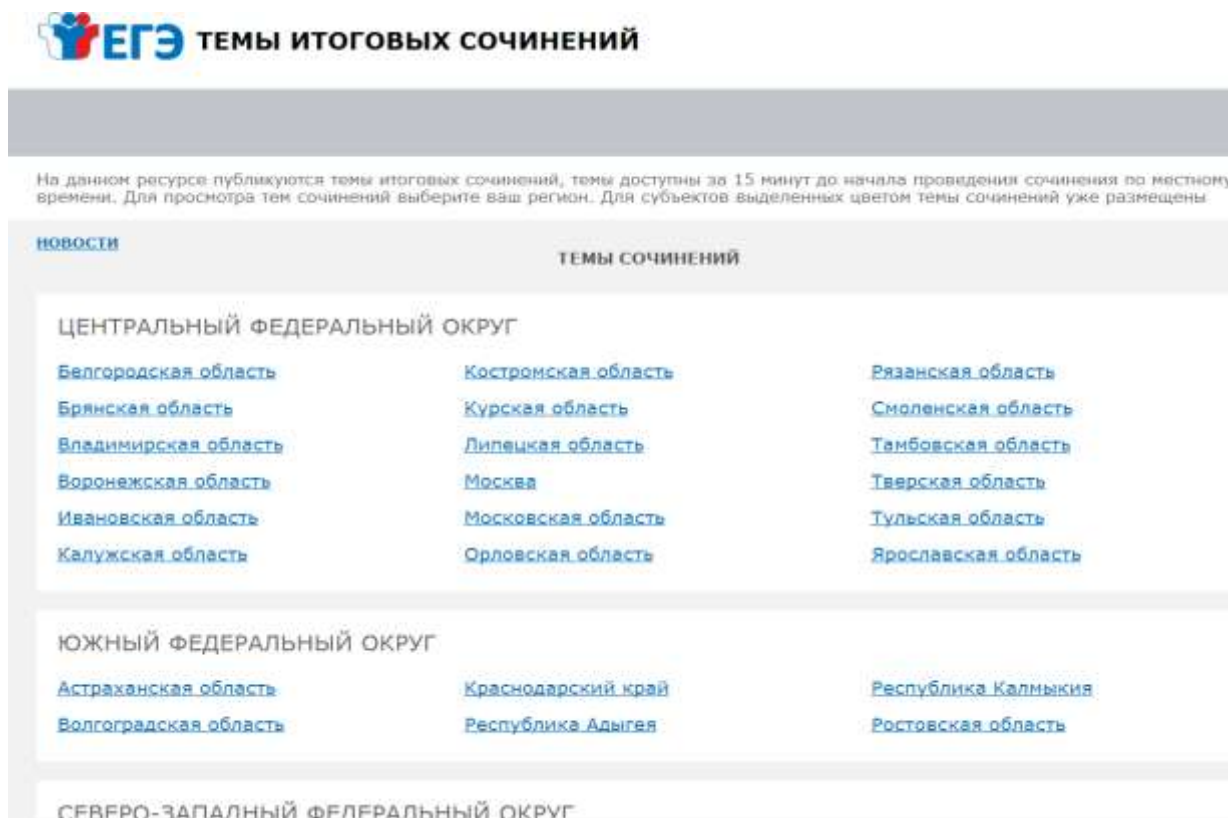 ЕГЭ ТЕМЫ ИТОГОВЫХ СОЧИНЕНИЙ
На данном ресурсе публикуются темы итоговых сочинений, темы доступны за 15 минут до начала проведения сочинения по местному
времени. Для просмотра тем сочинений выберите ваш регион. Для субъектов выделенных цветом темы сочинений уже размещены
НОВОСТИ
ТЕМЫ СОЧИНЕНИЙ
ЦЕНТРАЛЬНЫЙ ФЕДЕРАЛЬНЫЙ ОКРУГ
Белгородская область Костромская область Рязанская область
Брянская область Курская область Смоленская область
Владимирская область Липецкая область Тамбовская область
Воронежская область Москва Тверская область
Ивановская область Московская область Тульская область
Калужская область Орловская область Ярославская область
ЮЖНЫЙ ФЕДЕРАЛЬНЫЙ ОКРУГ
Астраханская область Краснодарский край Республика Калмыкия
Волгоградская область Республика Адыгея Ростовская область
СЕВЕРО-ЗАПАДНЫЙ ФЕДЕРАЛЬНЫЙ ОКРУГ